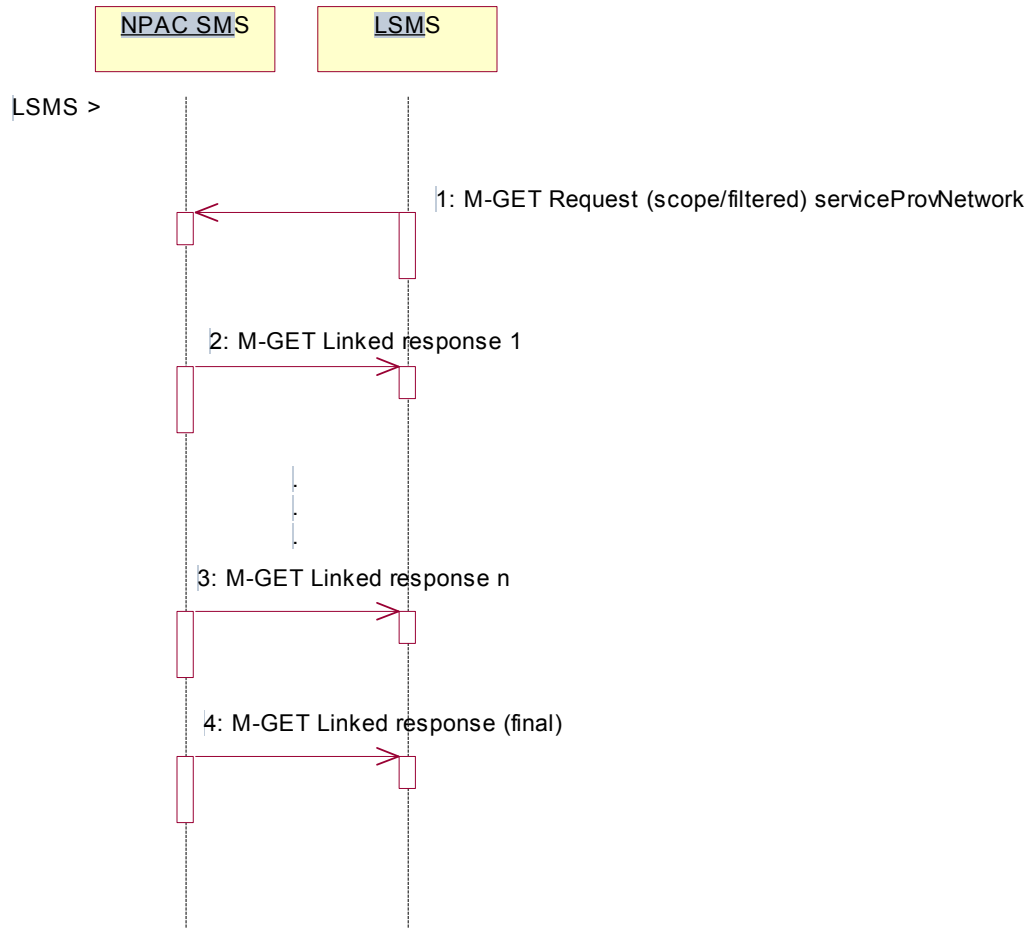 NPAC SMS
LSMS
LSMS >
1: M-GET Request (scope/filtered) serviceProvNetwork
2: M-GET Linked response 1
.
.
.
3: M-GET Linked response n
4: M-GET Linked response (final)